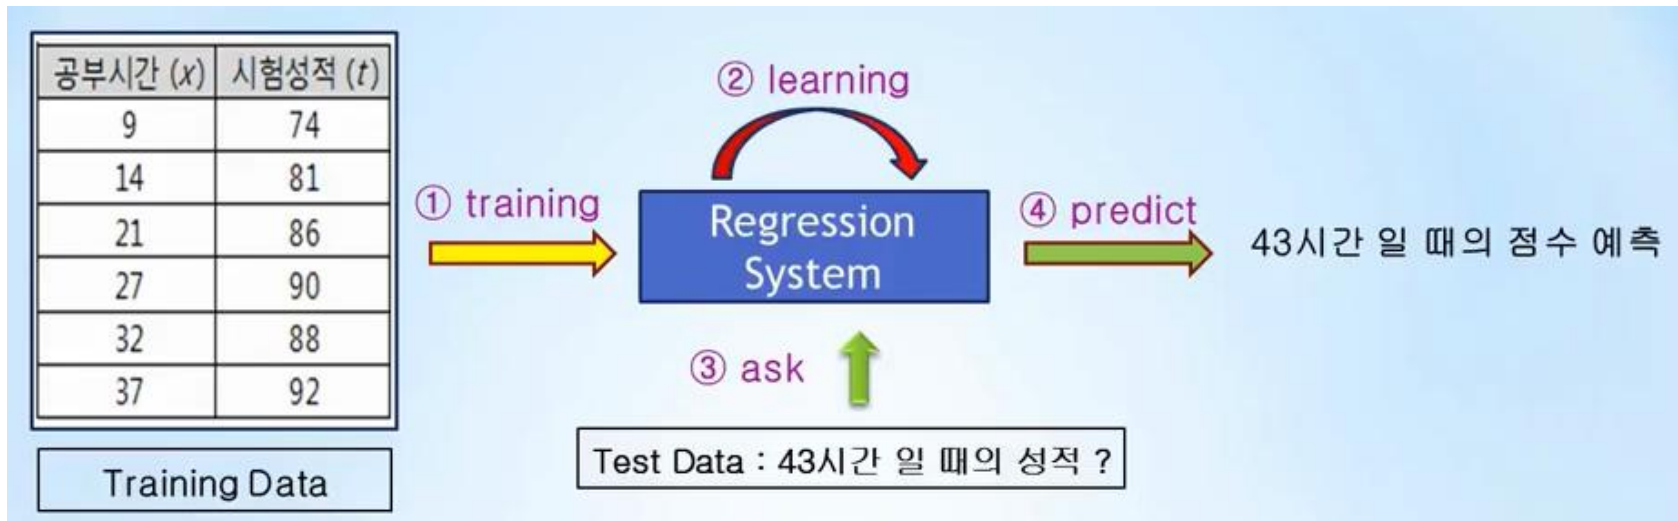 공부시간 (x) 시험성적 (t)
9 74
14 81
21 86
27 90
32 88
37 92
Training Data
① training
② learning
Regression
System
③ ask
Test Data : 43시간 일 때의 성적 ?
④ predict
43시간 일 때의 점수 예측